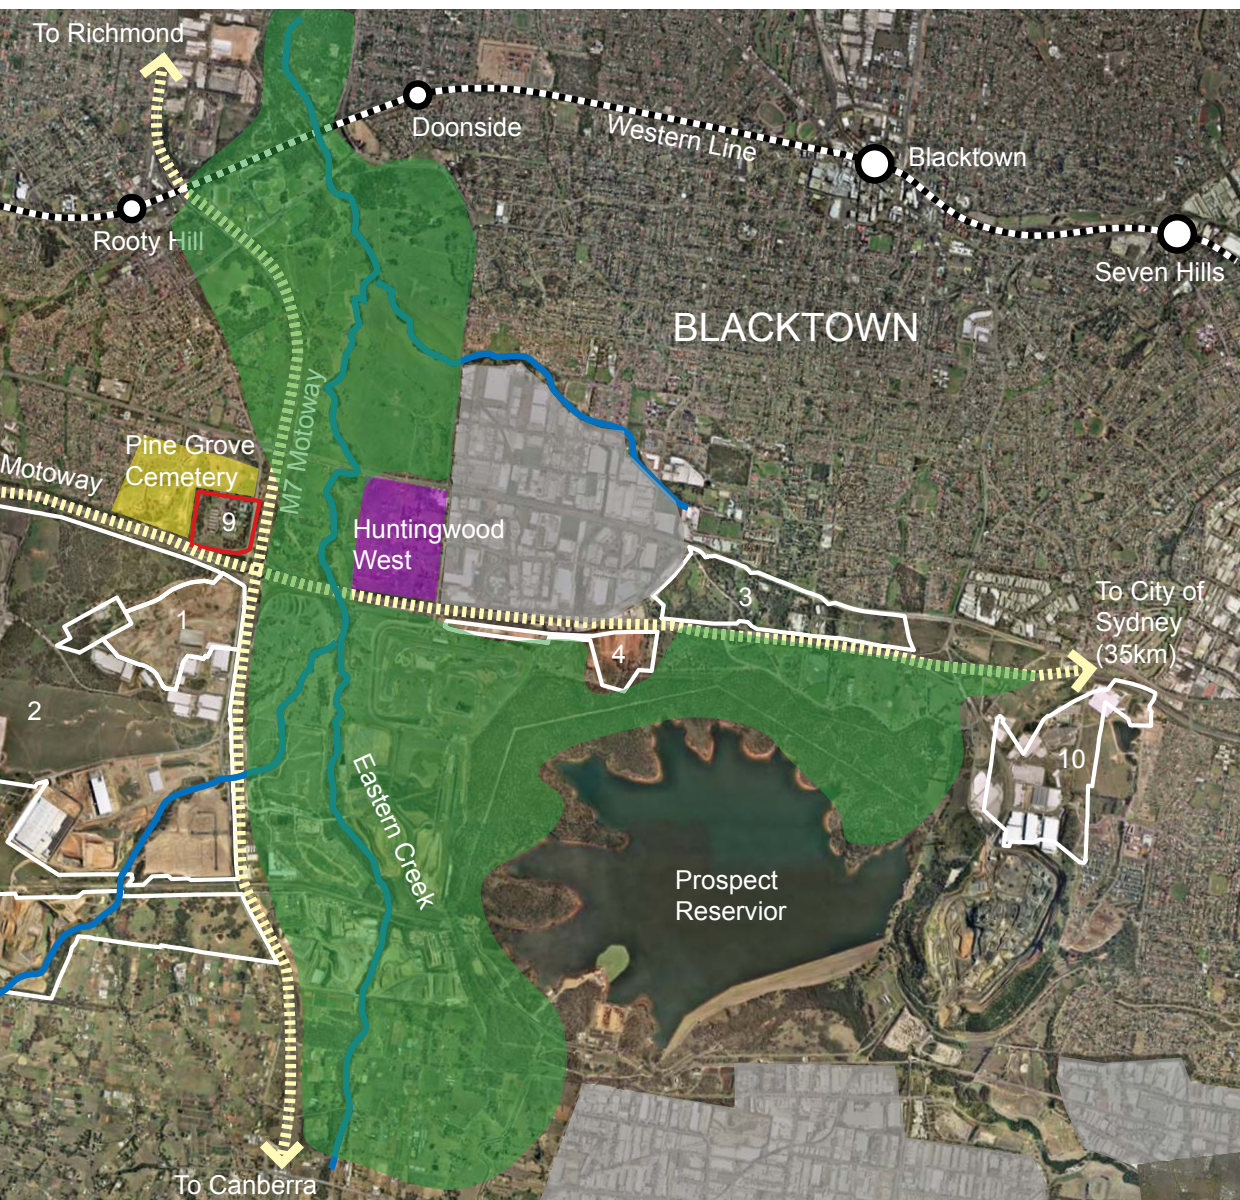 To Richmond
Doonside
Western Line
Blacktown
Rooty Hill
Seven Hills
BLACKTOWN
M7 Motoway
Pine Grove
Cemetery
Motoway
9
Huntingwood
West
To City of
Sydney
(35km)
3
1
4
2
10
Eastern Creek
Prospect
Reservior
To Canberra